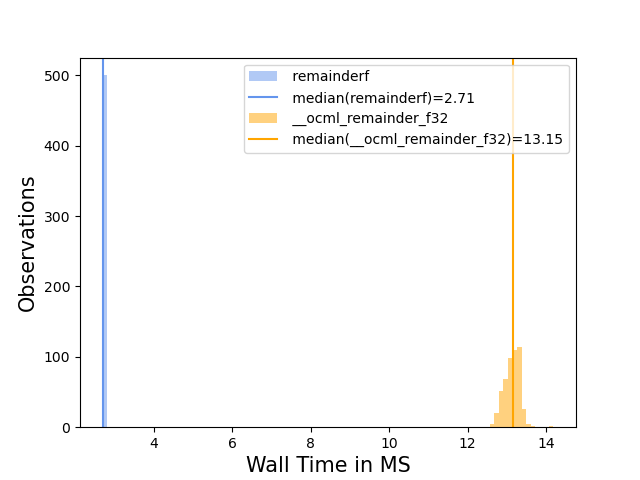 500
400
300
200
100
0
Observations
remainderf
median(remainderf)=2.71
__ocml_remainder_f32
median(__ocml_remainder_f32)=13.15
4 6 8 10 12 14
Wall Time in MS